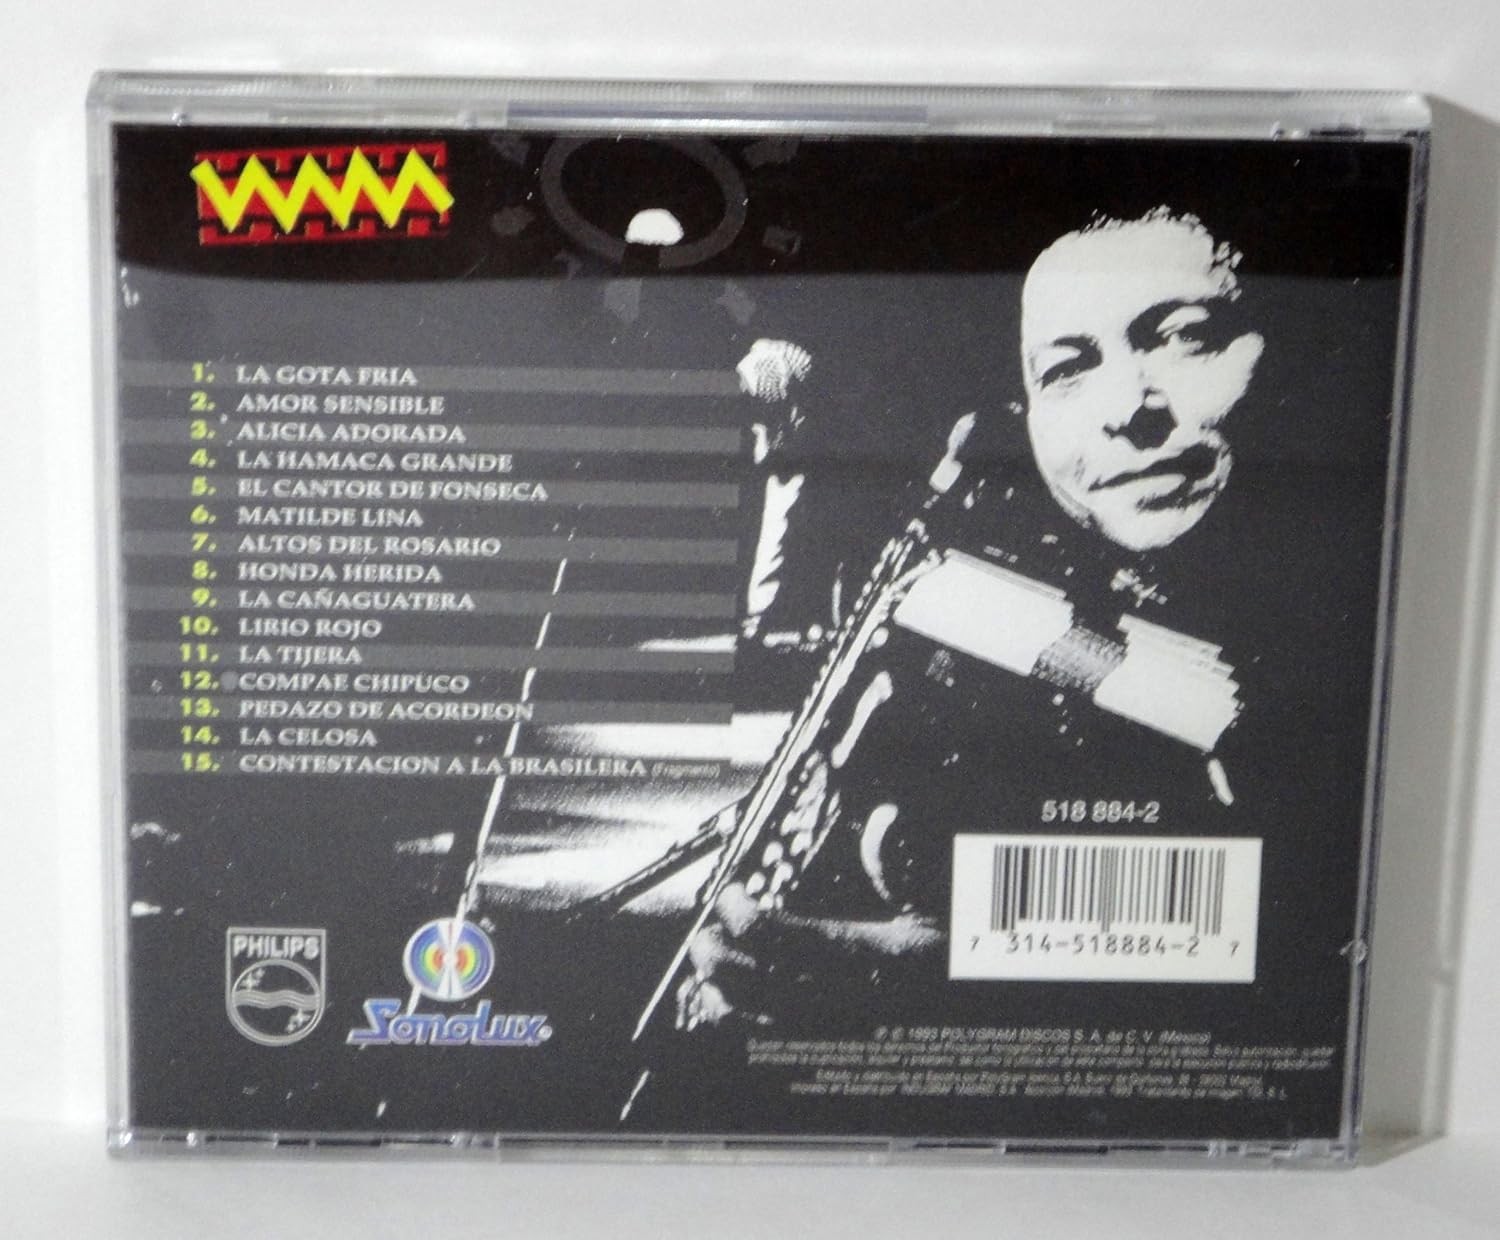 1. LA GOTA FRIA
2. AMOR SENSIBLE
3. ALICIA ADORADA
4. LA HAMACA GRANDE
5. EL CANTOR DE FONSECA
6. MATILDE LINA
7. ALTOS DEL ROSARIO
8. HONDA HERIDA
9. LA CAÑAGUATERA
10. LIRIO ROJO
11. LA TIJERA
12. COMPAE CHIPUCO
13. PEDAZO DE ACORDEON
14. LA CELOSA
15. CONTESTACION A LA BRASILERA (Fragmento)
518 884-2
7 314-518884-2 7
PHILIPS
Sonolux
P. C. 1993 POLYGRAM DISCOS S. A. de C. V. (México)